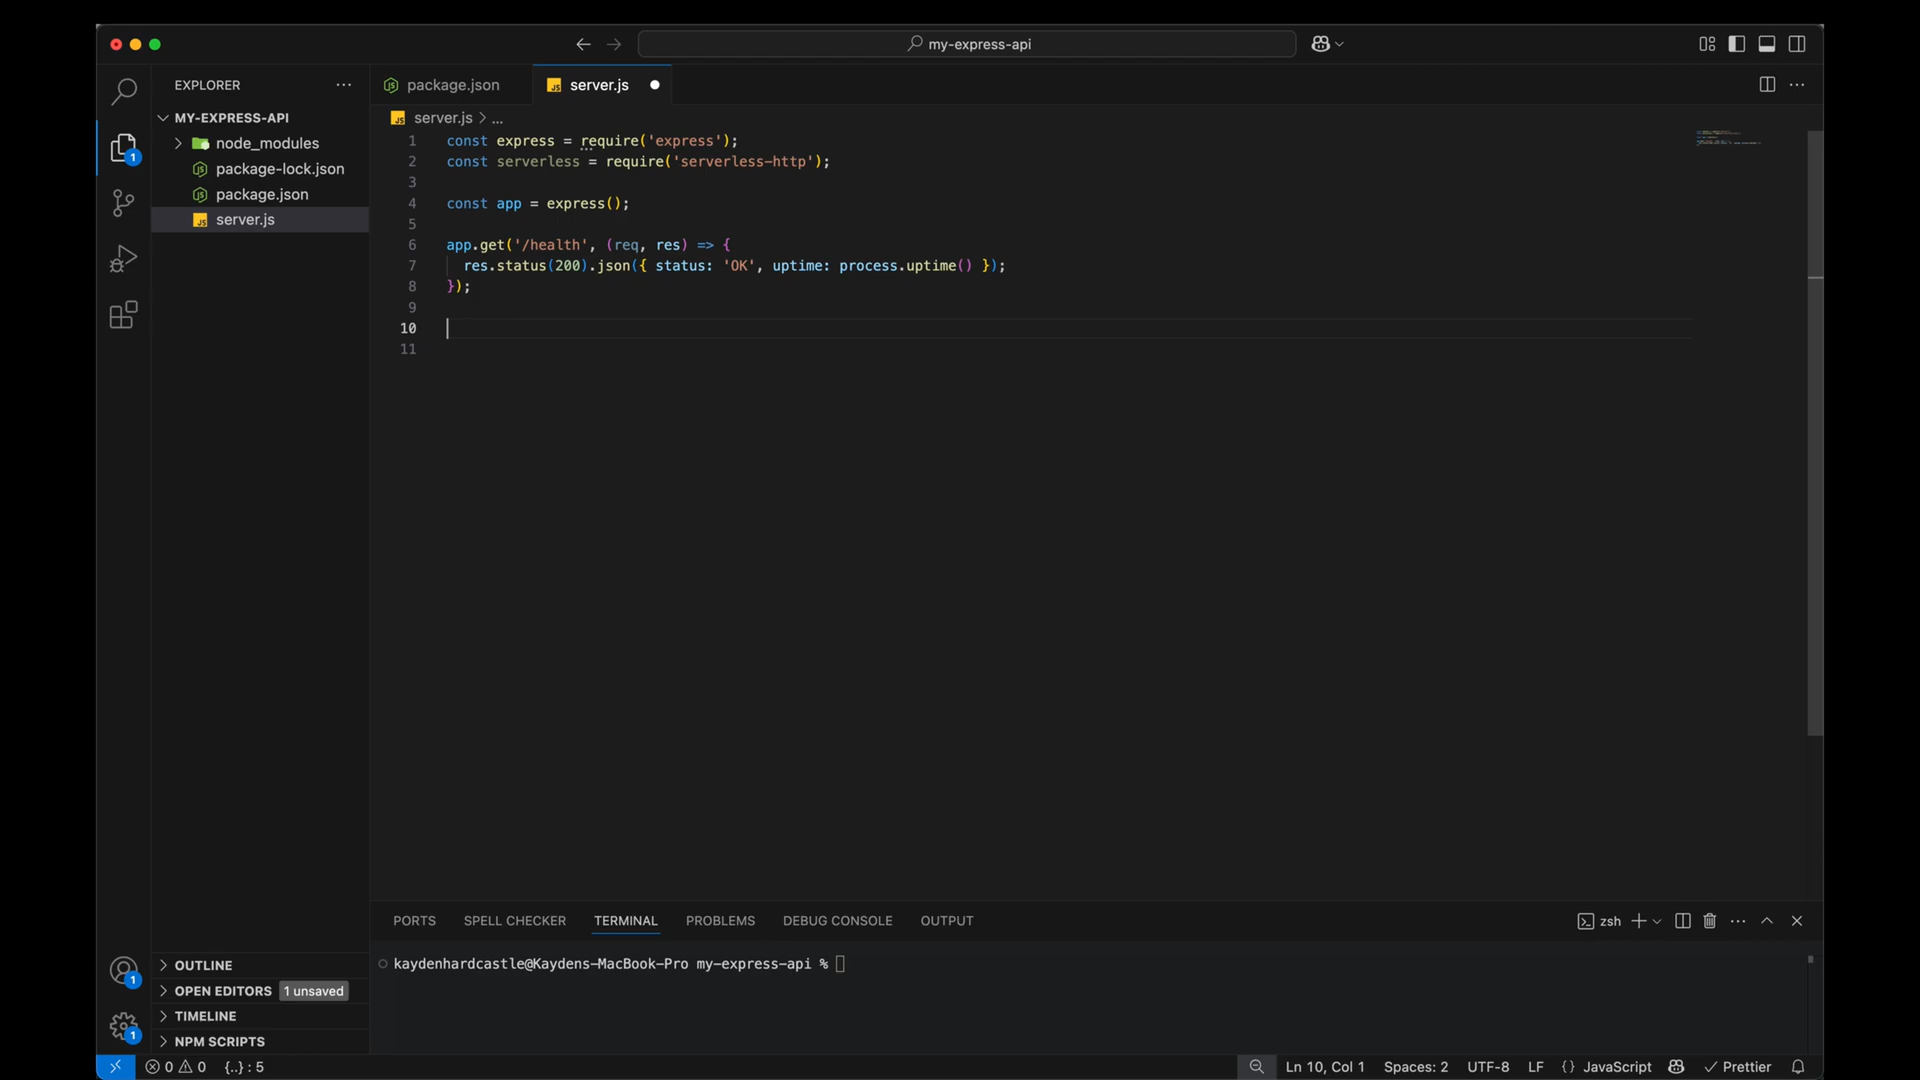 my-express-api
EXPLORER
MY-EXPRESS-API
node_modules
package-lock.json
package.json
server.js
package.json
server.js
server.js > ...
1 const express = require('express');
2 const serverless = require('serverless-http');
3
4 const app = express();
5
6 app.get('/health', (req, res) => {
7 res.status(200).json({ status: 'OK', uptime: process.uptime() });
8 });
9
10
11
PORTS SPELL CHECKER TERMINAL PROBLEMS DEBUG CONSOLE OUTPUT
zsh
kaydenhardcastle@Kaydens-MacBook-Pro my-express-api %
1
1
1
OUTLINE
OPEN EDITORS 1 unsaved
TIMELINE
NPM SCRIPTS
0 0 {..} : 5
Ln 10, Col 1 Spaces: 2 UTF-8 LF {} JavaScript Prettier